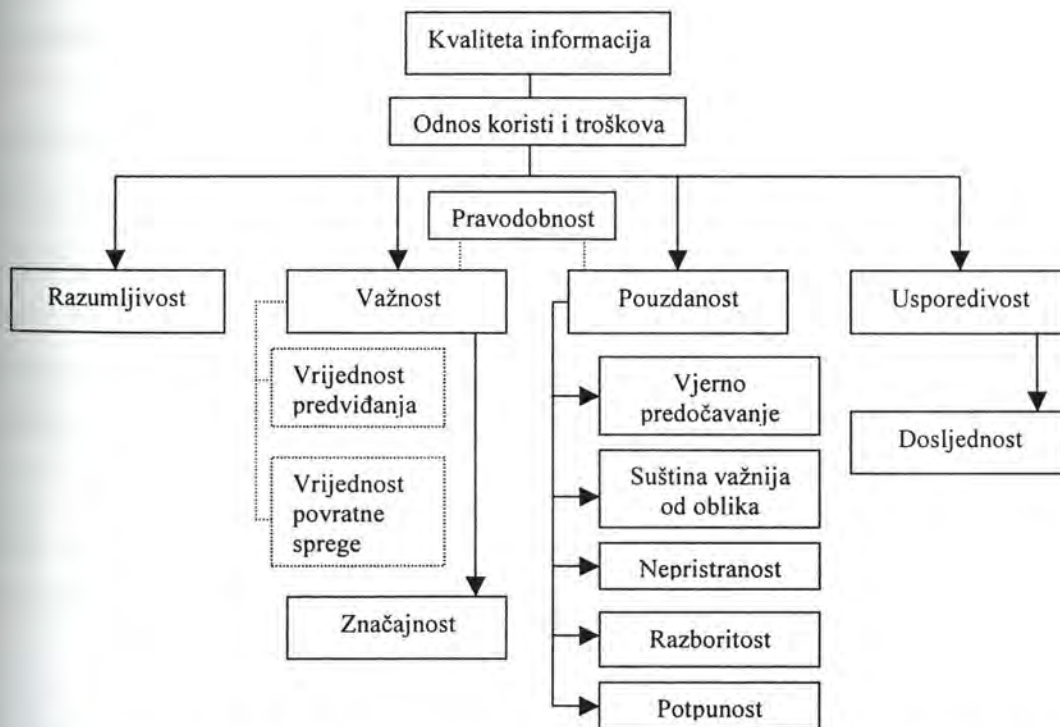 Kvaliteta informacija
Odnos koristi i troškova
Pravodobnost
Razumljivost
Važnost
Pouzdanost
Usporedivost
Vrijednost
predviđanja
Vrijednost
povratne
sprege
Značajnost
Vjerno
predočavanje
Suština važnija
od oblika
Nepristranost
Razboritost
Potpunost
Dosljednost